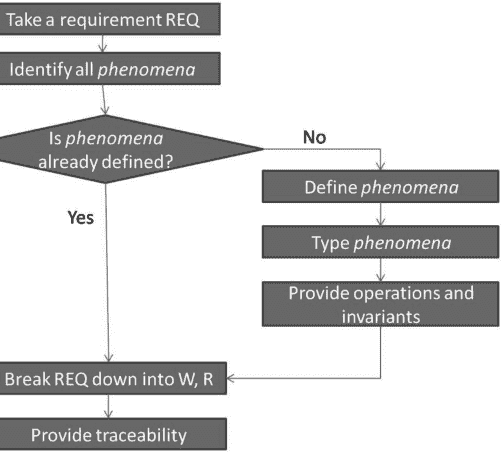 Take a requirement REQ
Identify all phenomena
Is phenomena
already defined?
No
Yes
Define phenomena
Type phenomena
Provide operations and
invariants
Break REQ down into W, R
Provide traceability